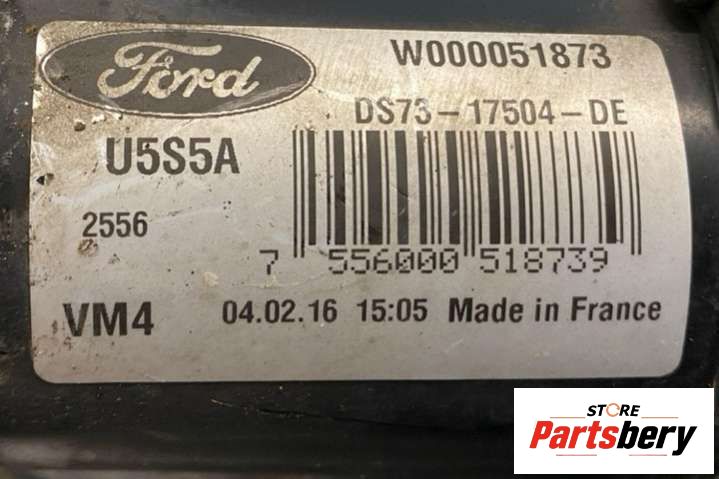 Ford
W000051873
DS73-17504-DE
U5S5A
2556
7 556000 518739
VM4
04.02.16 15:05 Made in France
STORE
Partsbery